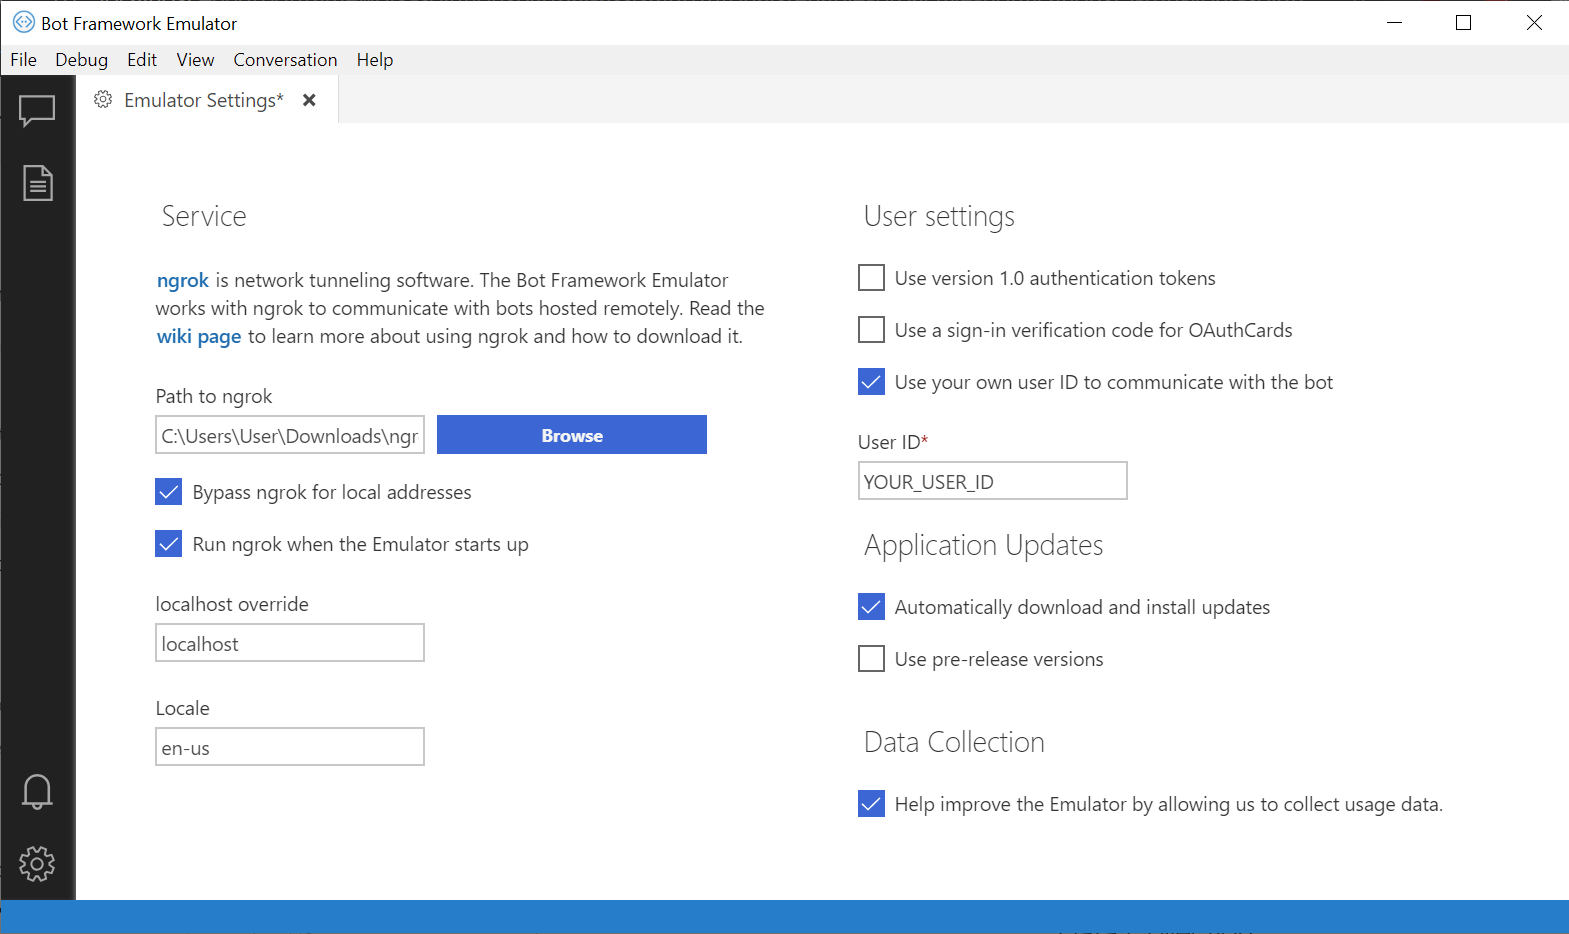 Bot Framework Emulator
File Debug Edit View Conversation Help
Emulator Settings*
Service
ngrok is network tunneling software. The Bot Framework Emulator
works with ngrok to communicate with bots hosted remotely. Read the
wiki page to learn more about using ngrok and how to download it.
Path to ngrok
C:\Users\User\Downloads\ngr
Browse
Bypass ngrok for local addresses
Run ngrok when the Emulator starts up
localhost override
localhost
Locale
en-us
User settings
Use version 1.0 authentication tokens
Use a sign-in verification code for OAuthCards
Use your own user ID to communicate with the bot
User ID*
YOUR_USER_ID
Application Updates
Automatically download and install updates
Use pre-release versions
Data Collection
Help improve the Emulator by allowing us to collect usage data.